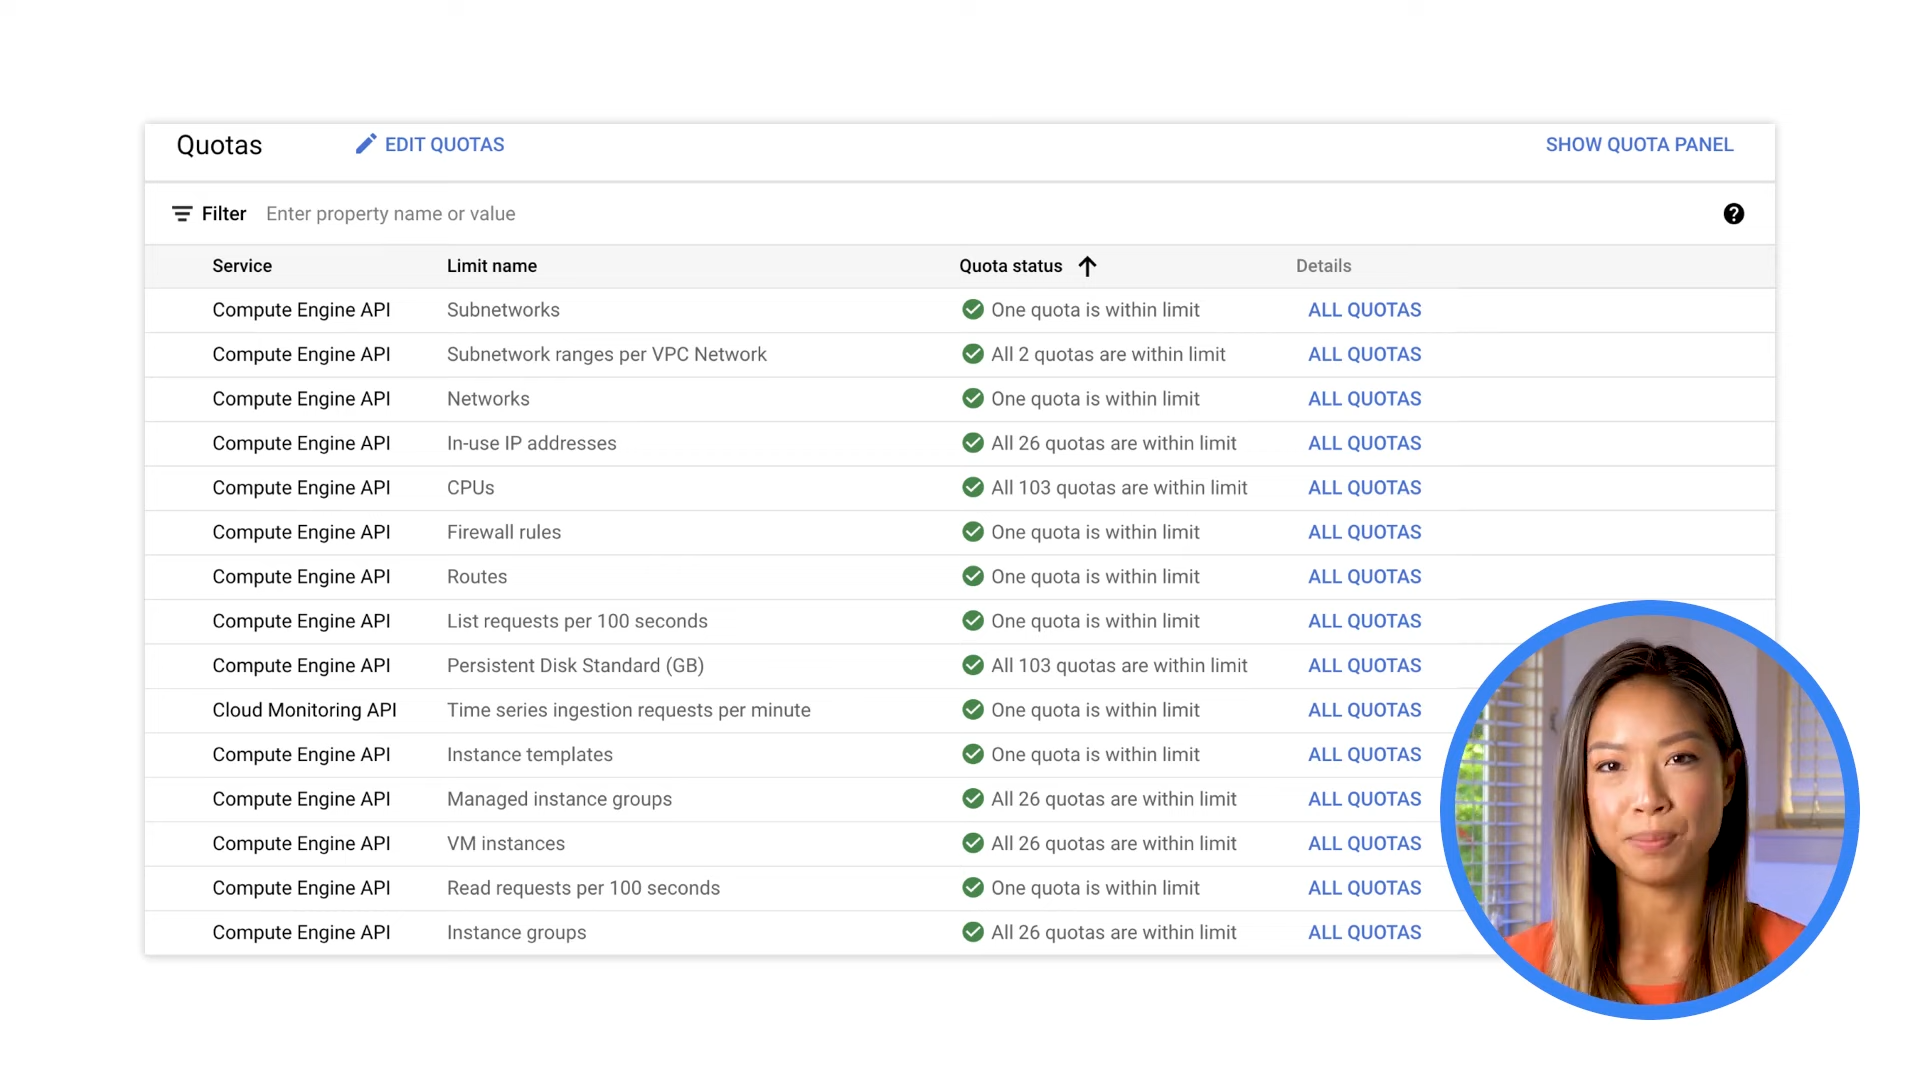 Quotas EDIT QUOTAS SHOW QUOTA PANEL
Filter Enter property name or value ?
Service Limit name Quota status Details
Compute Engine API Subnetworks One quota is within limit ALL QUOTAS
Compute Engine API Subnetwork ranges per VPC Network All 2 quotas are within limit ALL QUOTAS
Compute Engine API Networks One quota is within limit ALL QUOTAS
Compute Engine API In-use IP addresses All 26 quotas are within limit ALL QUOTAS
Compute Engine API CPUs All 103 quotas are within limit ALL QUOTAS
Compute Engine API Firewall rules One quota is within limit ALL QUOTAS
Compute Engine API Routes One quota is within limit ALL QUOTAS
Compute Engine API List requests per 100 seconds One quota is within limit ALL QUOTAS
Compute Engine API Persistent Disk Standard (GB) All 103 quotas are within limit ALL QUOTAS
Cloud Monitoring API Time series ingestion requests per minute One quota is within limit ALL QUOTAS
Compute Engine API Instance templates One quota is within limit ALL QUOTAS
Compute Engine API Managed instance groups All 26 quotas are within limit ALL QUOTAS
Compute Engine API VM instances All 26 quotas are within limit ALL QUOTAS
Compute Engine API Read requests per 100 seconds One quota is within limit ALL QUOTAS
Compute Engine API Instance groups All 26 quotas are within limit ALL QUOTAS